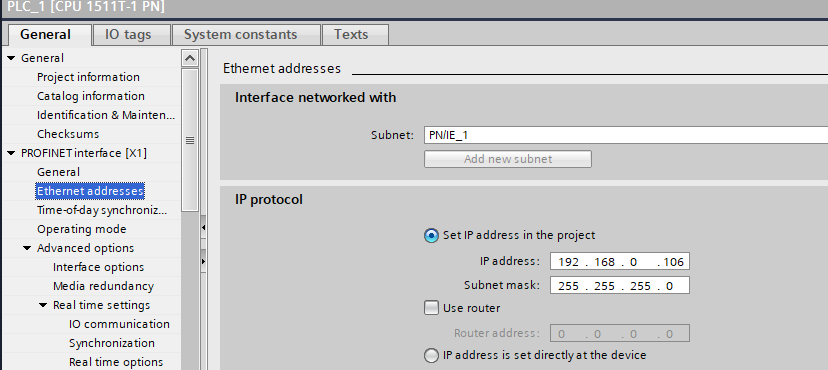 PLC_1 [CPU 1511T-1 PN]
General
IO tags
System constants
Texts
General
Project information
Catalog information
Identification & Mainten...
Checksums
PROFINET interface [X1]
General
Ethernet addresses
Time-of-day synchroniz...
Operating mode
Advanced options
Interface options
Media redundancy
Real time settings
IO communication
Synchronization
Real time options
Ethernet addresses
Interface networked with
Subnet: PN/IE_1
Add new subnet
IP protocol
Set IP address in the project
IP address: 192 . 168 . 0 . 106
Subnet mask: 255 . 255 . 255 . 0
Use router
Router address: 0 . 0 . 0 . 0
IP address is set directly at the device